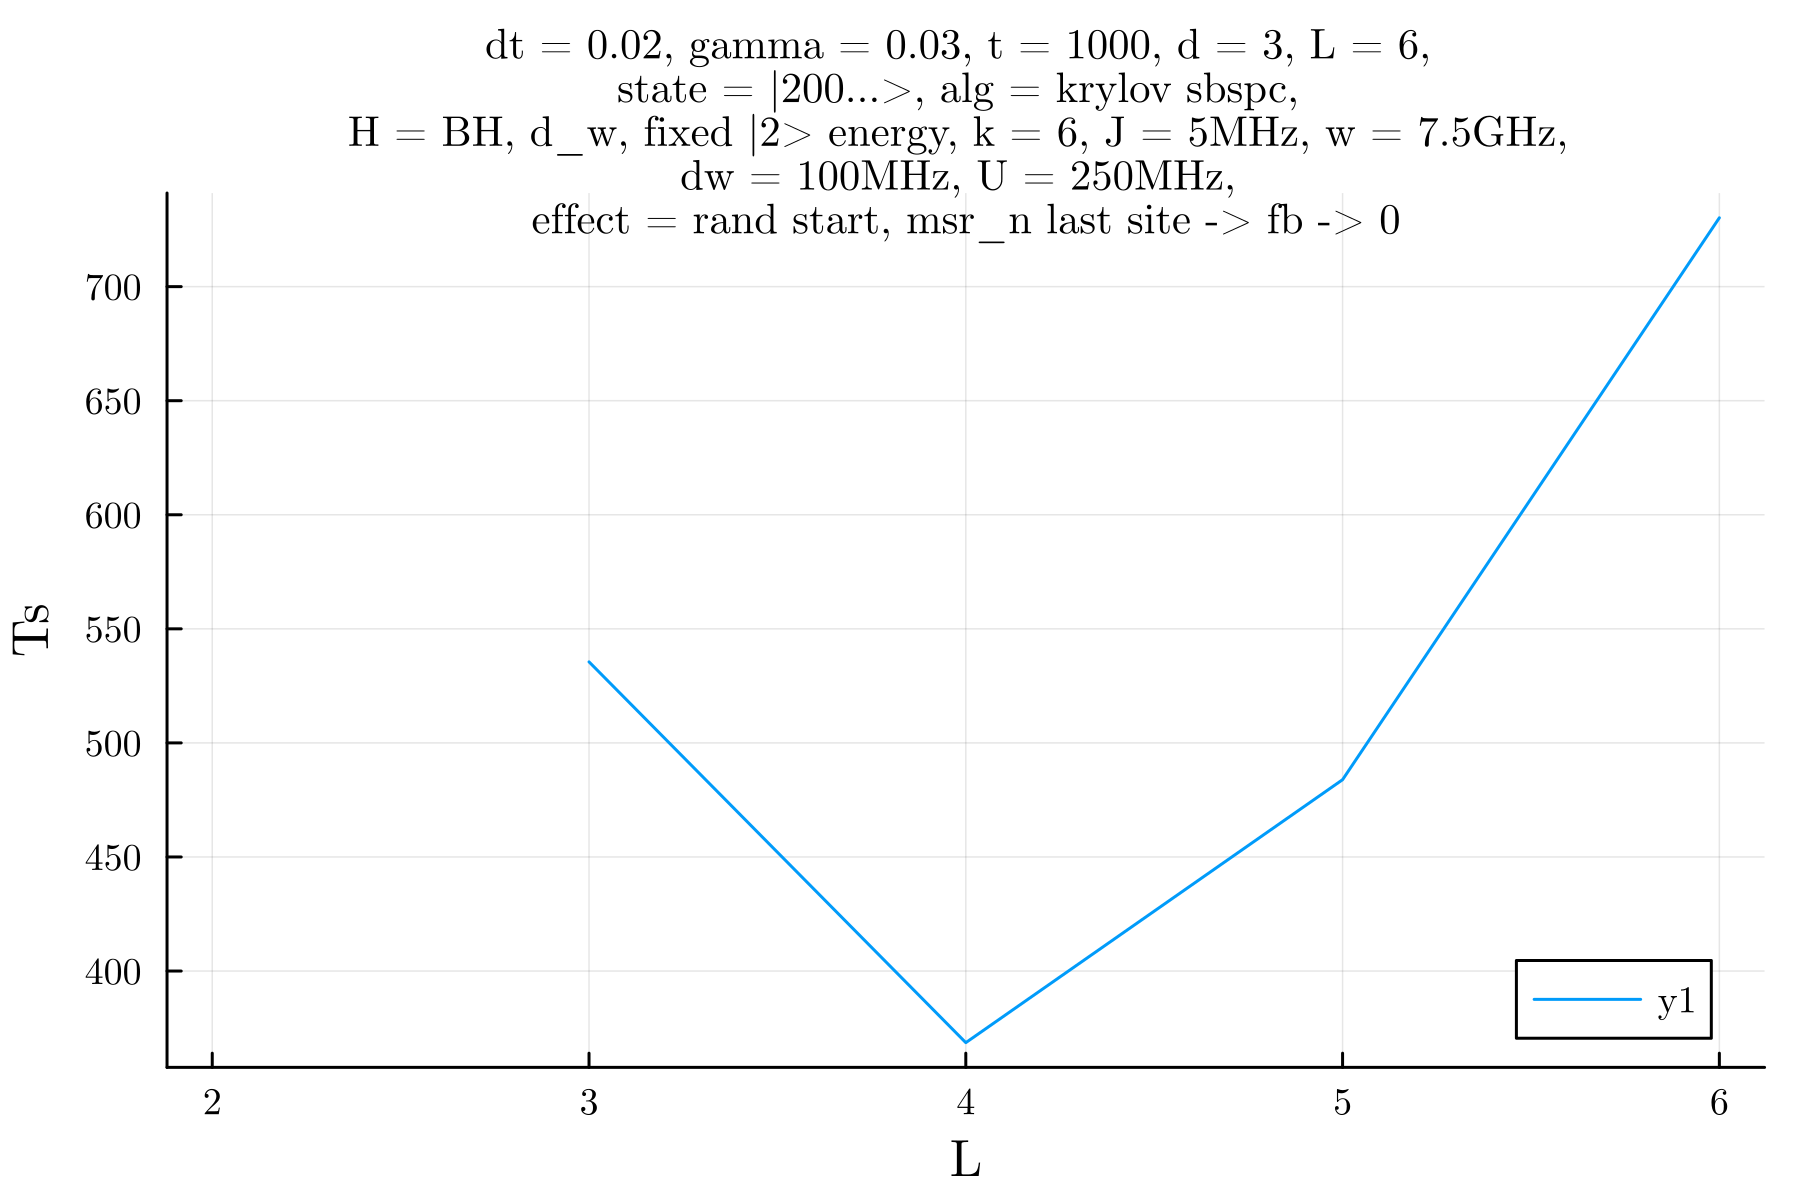 dt = 0.02, gamma = 0.03, t = 1000, d = 3, L = 6,
state = |200...>, alg = krylov sbspc,
H = BH, d_w, fixed |2> energy, k = 6, J = 5MHz, w = 7.5GHz,
dw = 100MHz, U = 250MHz,
effect = rand start, msr_n last site -> fb -> 0
700
650
600
550
500
450
400
Ts
y1
2 3 4 5 6
L